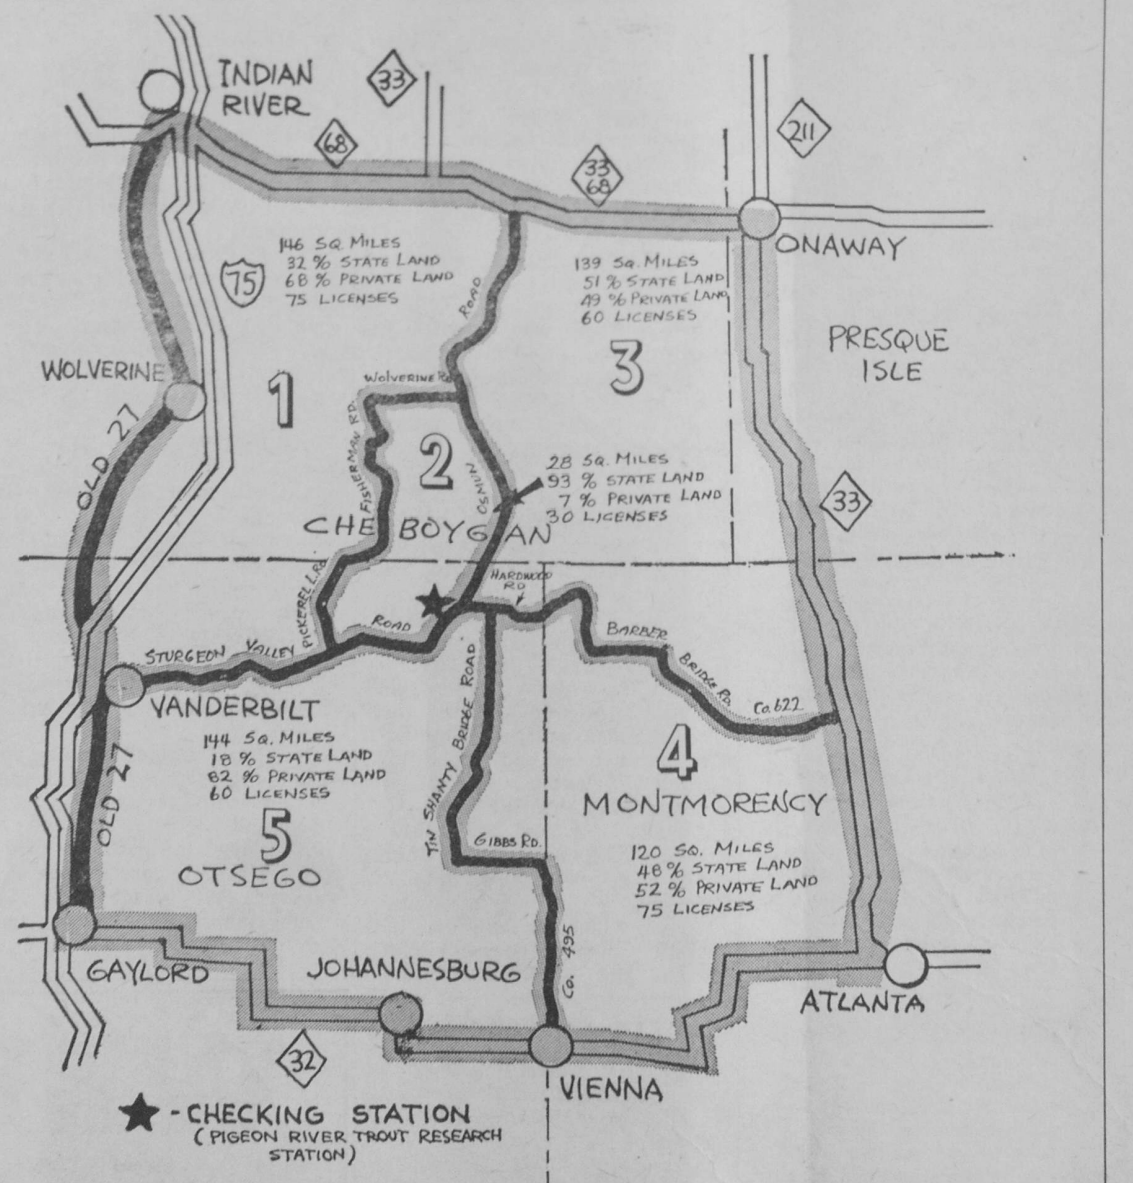 INDIAN
RIVER
33
68
33
68
211
ONAWAY
146 SQ. MILES
32 % STATE LAND
68 % PRIVATE LAND
75 LICENSES
75
139 SQ. MILES
51 % STATE LAND
49 % PRIVATE LAND
60 LICENSES
ROAD
PRESQUE
ISLE
WOLVERINE
WOLVERINE RD.
1
3
2
OLD 27
FISHERMAN RD.
OSMUN
28 SQ. MILES
93 % STATE LAND
7 % PRIVATE LAND
30 LICENSES
33
CHEBOYGAN
HARDWOOD
RD
PICKEREL L. RD.
STURGEON VALLEY ROAD
BARBER BRIDGE RD.
Co. 622
VANDERBILT
144 SQ. MILES
18 % STATE LAND
82 % PRIVATE LAND
60 LICENSES
OLD 27
TIN SHANTY BRIDGE ROAD
4
MONTMORENCY
5
OTSEGO
GIBBS RD.
120 SQ. MILES
48 % STATE LAND
52 % PRIVATE LAND
75 LICENSES
Co. 495
GAYLORD
JOHANNESBURG
ATLANTA
32
VIENNA
- CHECKING STATION
(PIGEON RIVER TROUT RESEARCH
STATION)